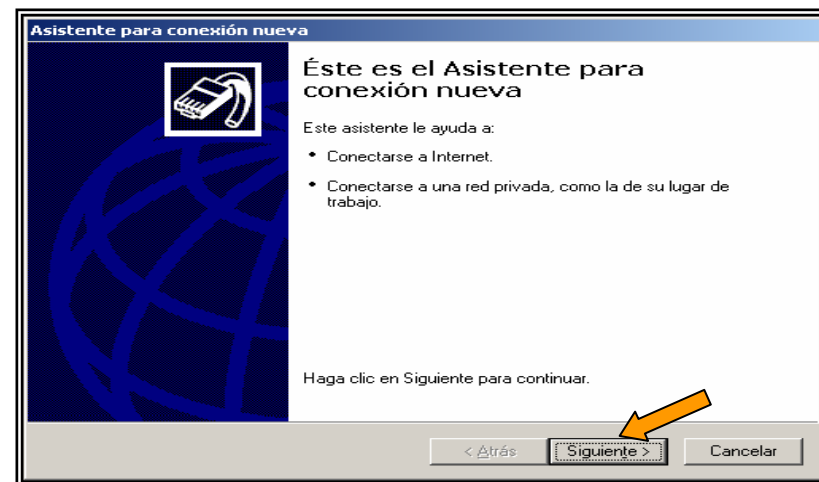 Asistente para conexión nueva
Éste es el Asistente para
conexión nueva
Este asistente le ayuda a:
• Conectarse a Internet.
• Conectarse a una red privada, como la de su lugar de
trabajo.
Haga clic en Siguiente para continuar.
< Atrás Siguiente > Cancelar